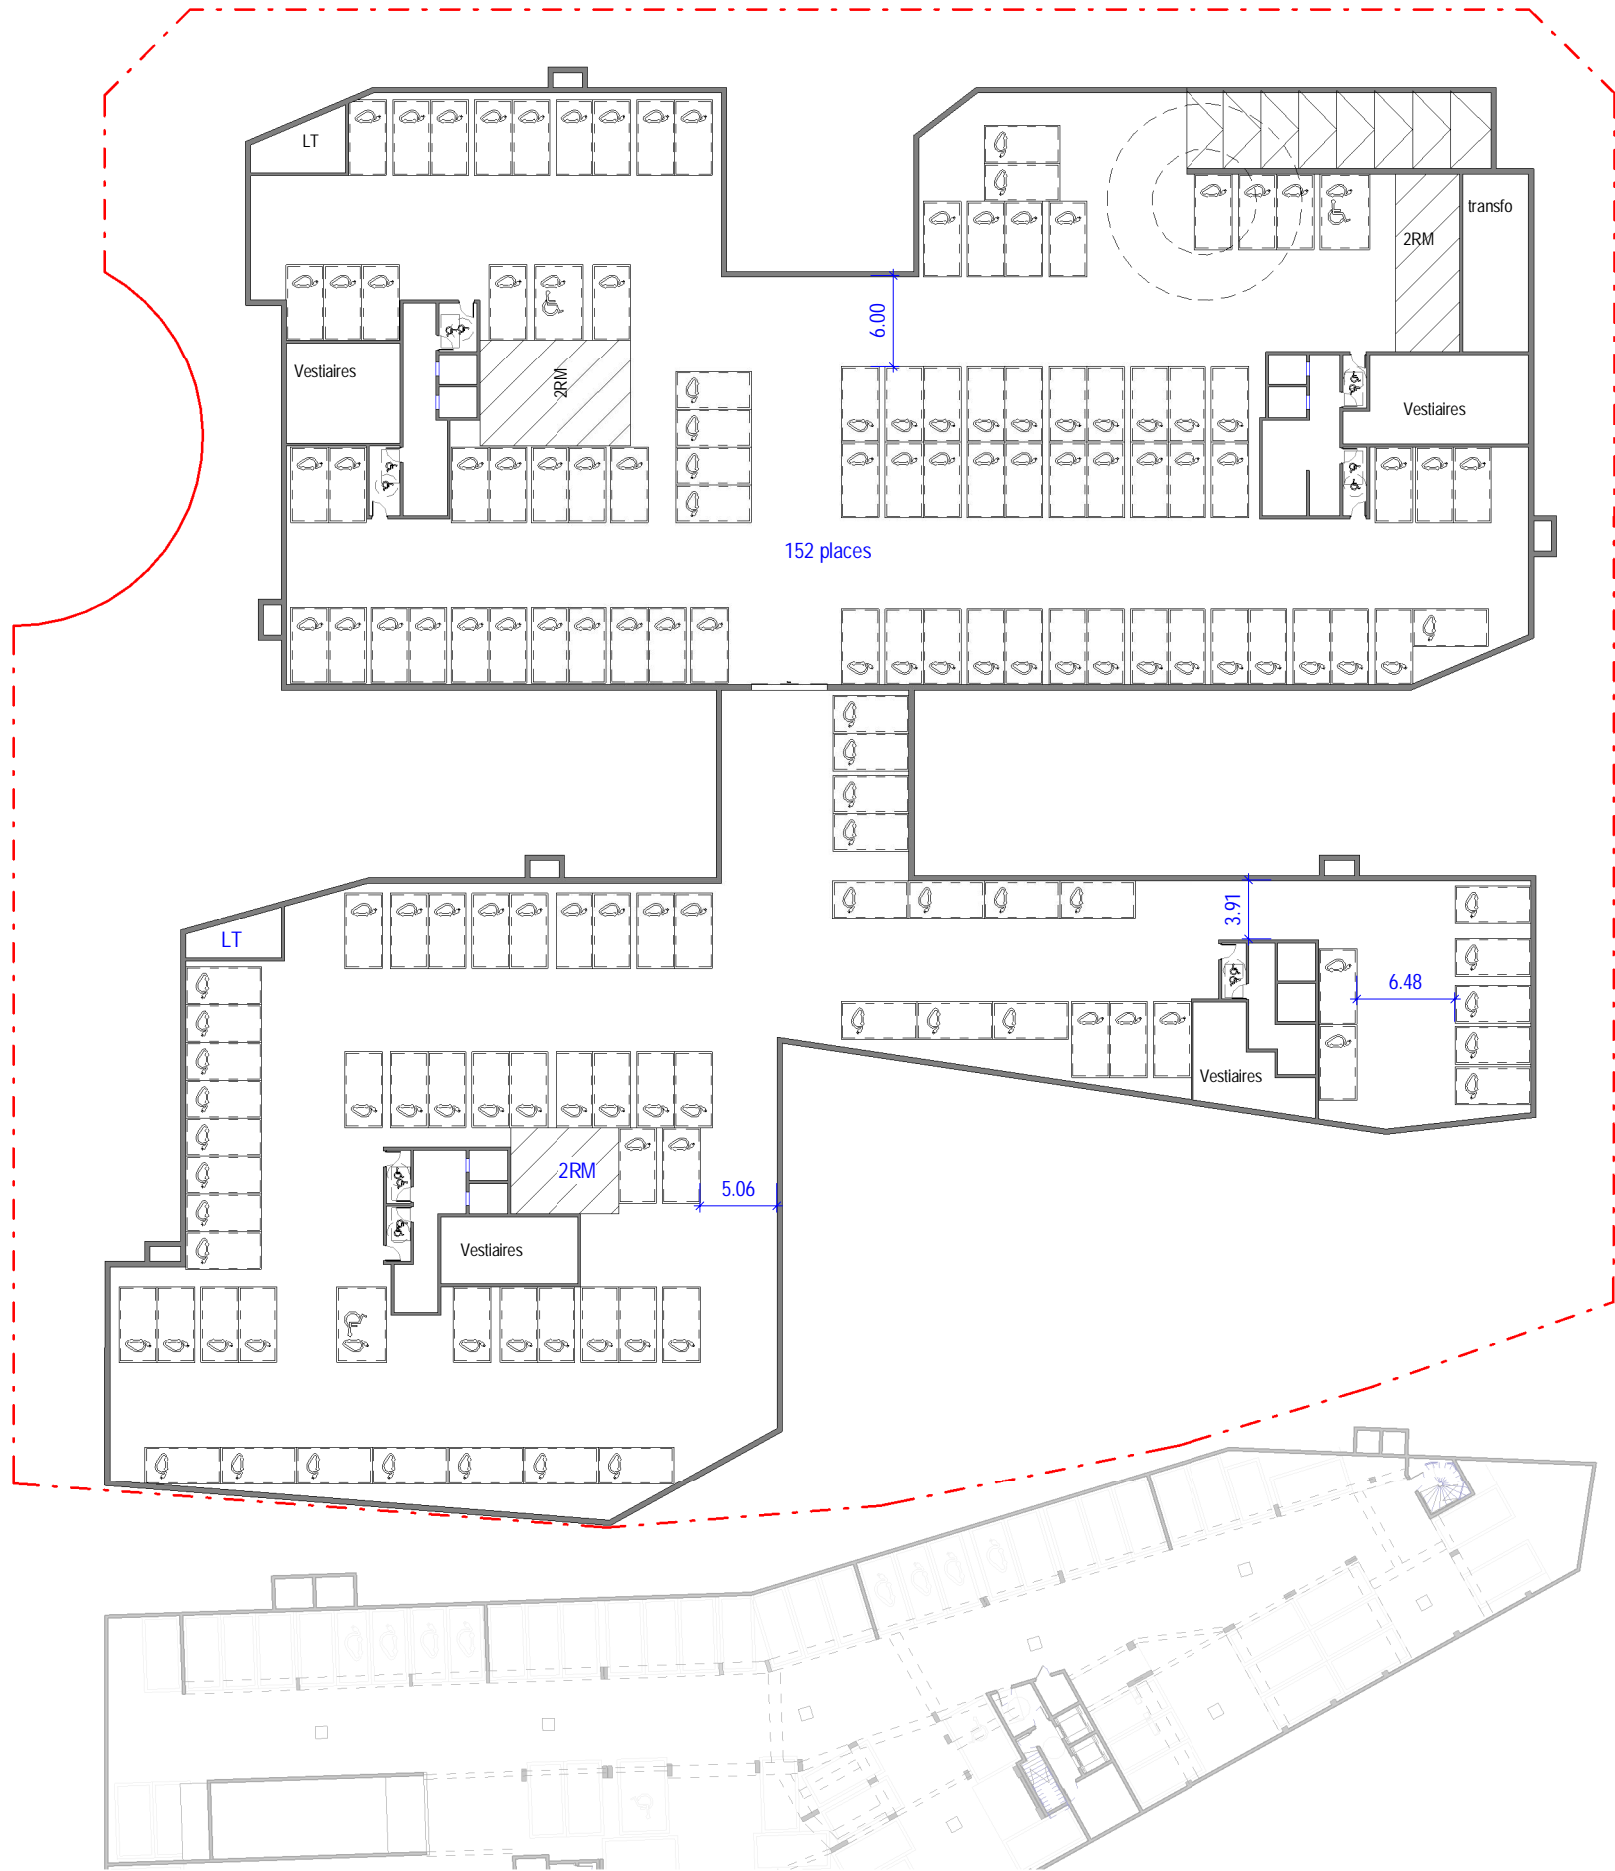 LT
transfo
2RM
6.00
Vestiaires
2RM
Vestiaires
152 places
3.91
LT
6.48
Vestiaires
2RM
5.06
Vestiaires